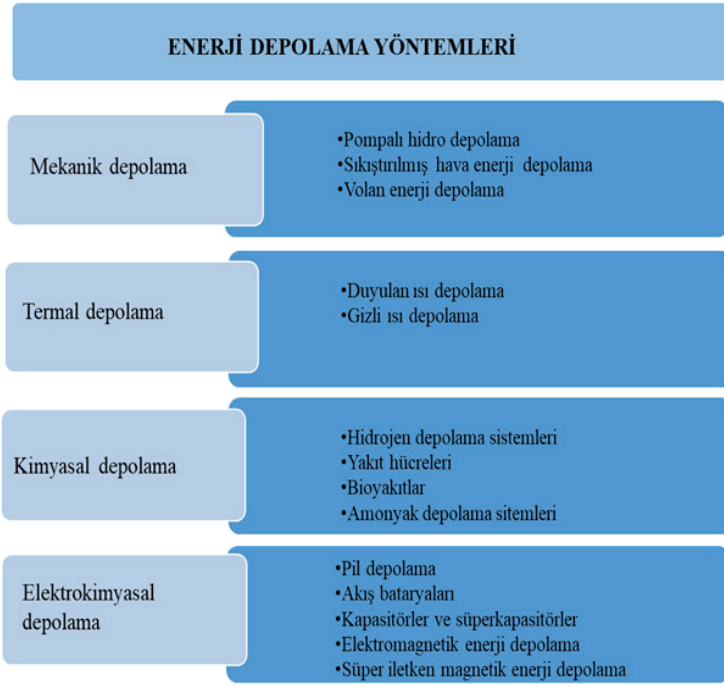 ENERJİ DEPOLAMA YÖNTEMLERİ
Mekanik depolama
•Pompalı hidro depolama
•Sıkıştırılmış hava enerji depolama
•Volan enerji depolama
Termal depolama
•Duyulan ısı depolama
•Gizli ısı depolama
Kimyasal depolama
•Hidrojen depolama sistemleri
•Yakıt hücreleri
•Bioyakıtlar
•Amonyak depolama sitemleri
Elektrokimyasal
depolama
•Pil depolama
•Akış bataryaları
•Kapasitörler ve süperkapasitörler
•Elektromagnetik enerji depolama
•Süper iletken magnetik enerji depolama